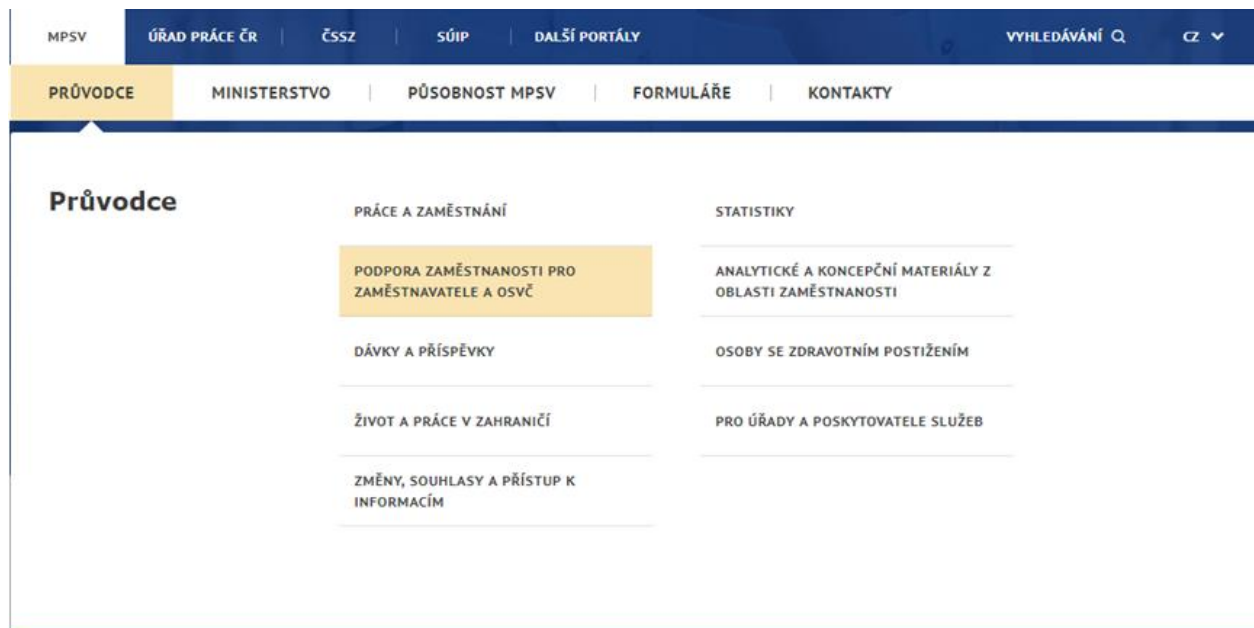 MPSV ÚŘAD PRÁCE ČR ČSSZ SÚIP DALŠÍ PORTÁLY VYHLEDÁVÁNÍ CZ
PRŮVODCE MINISTERSTVO PŮSOBNOST MPSV FORMULÁŘE KONTAKTY
Průvodce
PRÁCE A ZAMĚSTNÁNÍ
PODPORA ZAMĚSTNANOSTI PRO
ZAMĚSTNAVATELE A OSVČ
DÁVKY A PŘÍSPĚVKY
ŽIVOT A PRÁCE V ZAHRANIČÍ
ZMĚNY, SOUHLASY A PŘÍSTUP K
INFORMACÍM
STATISTIKY
ANALYTICKÉ A KONCEPČNÍ MATERIÁLY Z
OBLASTI ZAMĚSTNANOSTI
OSOBY SE ZDRAVOTNÍM POSTIŽENÍM
PRO ÚŘADY A POSKYTOVATELE SLUŽEB